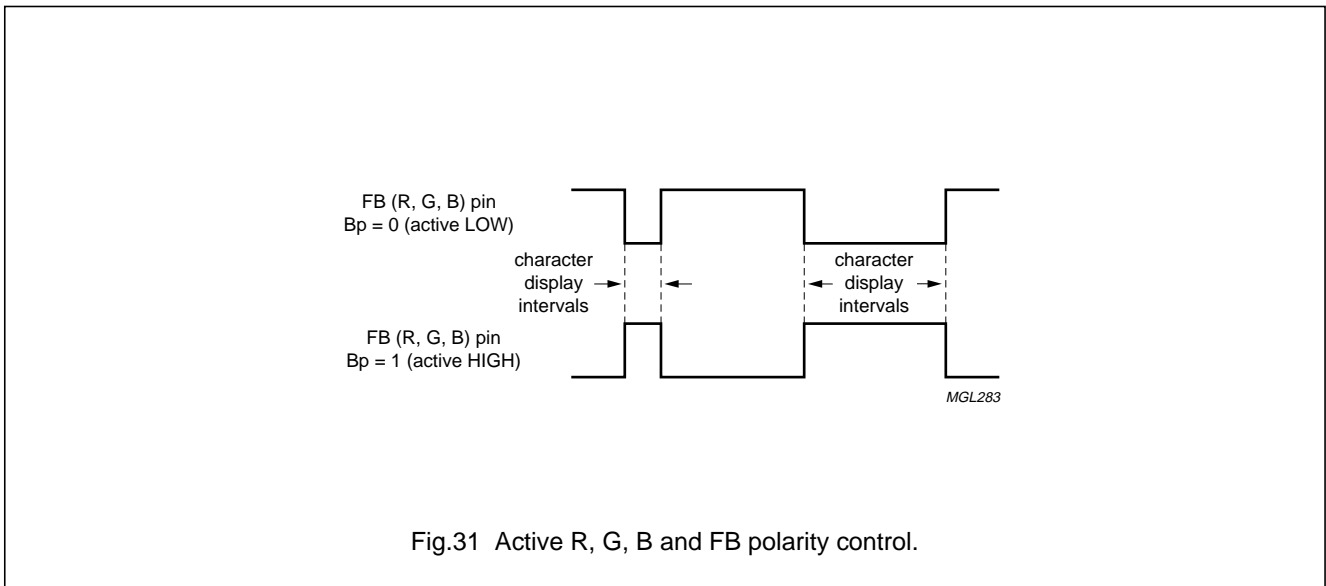 FB (R, G, B) pin
Bp = 0 (active LOW)
character
display
intervals
character
display
intervals
FB (R, G, B) pin
Bp = 1 (active HIGH)
MGL283
Fig.31 Active R, G, B and FB polarity control.